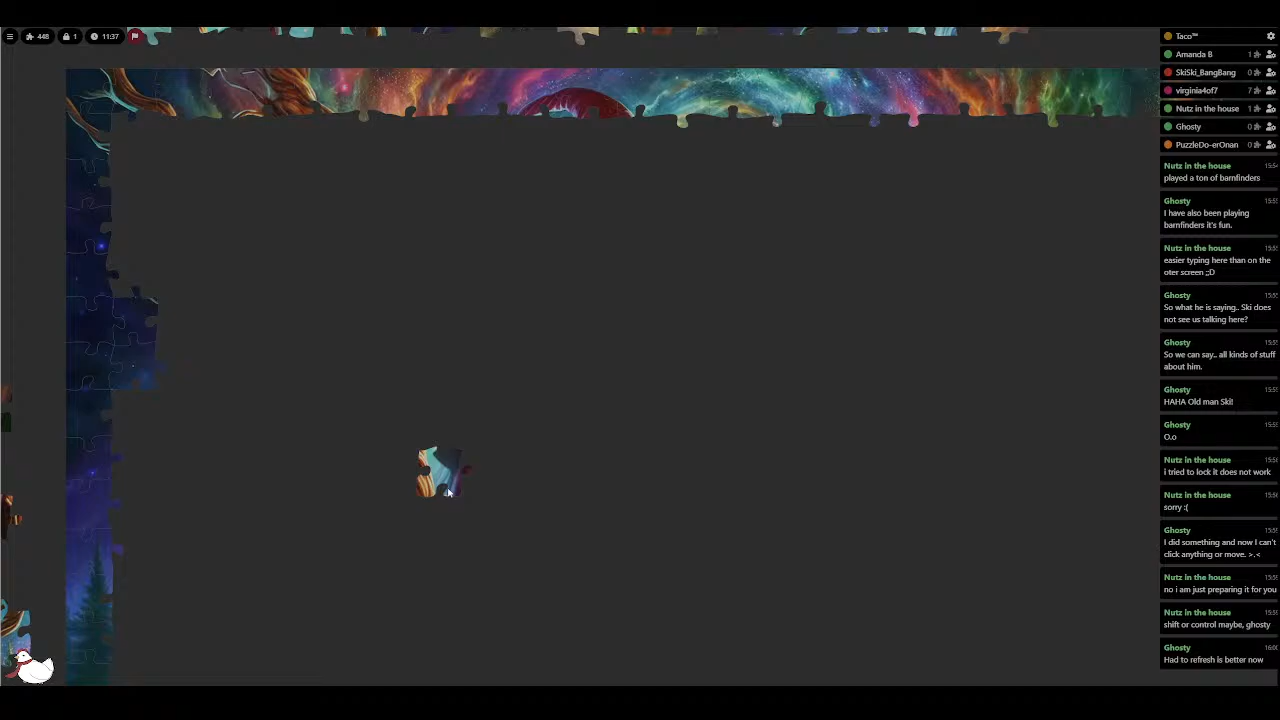 448
1
11:37
Taco™
Amanda B 1
SkiSki_BangBang 0
virginia4of7 7
Nutz in the house 1
Ghosty 0
PuzzleDo-erOnan 0
Nutz in the house
played a ton of barnfinders
Ghosty
I have also been playing
barnfinders it's fun.
Nutz in the house
easier typing here than on the
oter screen ;;D
Ghosty
So what he is saying.. Ski does
not see us talking here?
Ghosty
So we can say.. all kinds of stuff
about him.
Ghosty
HAHA Old man Ski!
Ghosty
O.o
Nutz in the house
i tried to lock it does not work
Nutz in the house
sorry :(
Ghosty
I did something and now I can't
click anything or move. >.<
Nutz in the house
no i am just preparing it for you
Nutz in the house
shift or control maybe, ghosty
Ghosty
Had to refresh is better now